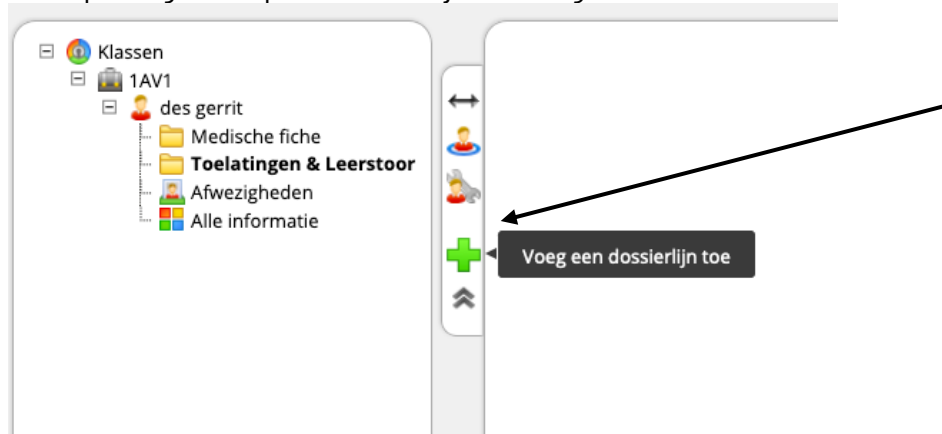 Klassen
1AV1
des gerrit
Medische fiche
Toelatingen & Leerstoor
Afwezigheden
Alle informatie
Voeg een dossierlijn toe